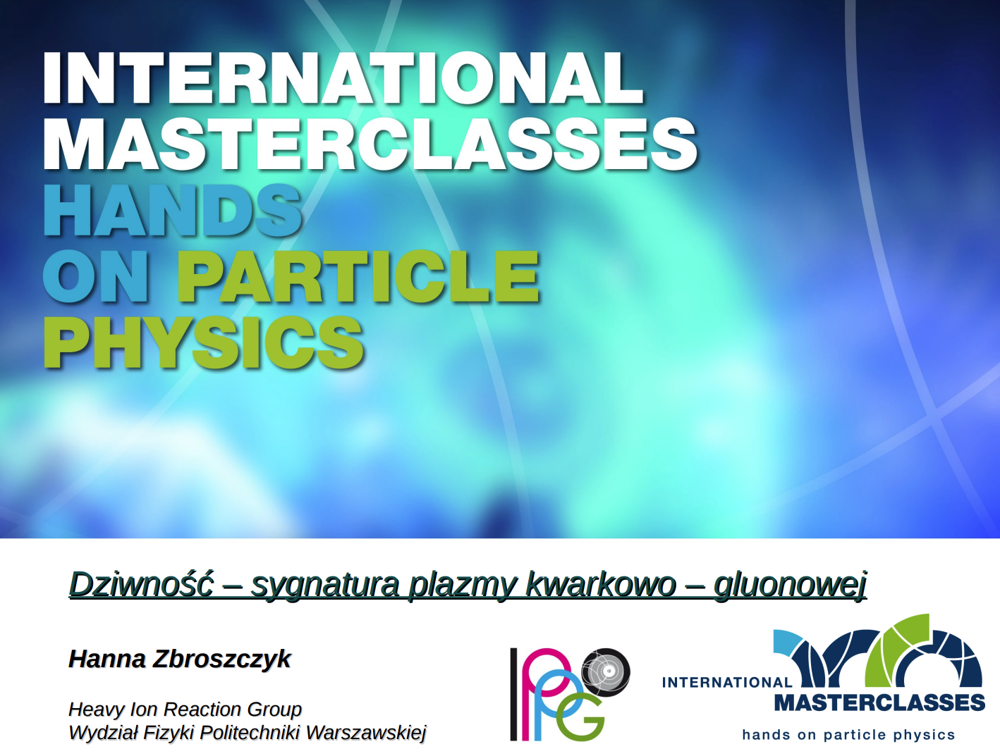 INTERNATIONAL
MASTERCLASSES
HANDS
ON PARTICLE
PHYSICS
Dziwność – sygnatura plazmy kwarkowo – gluonowej
Hanna Zbroszczyk
Heavy Ion Reaction Group
Wydział Fizyki Politechniki Warszawskiej
IPPOG
INTERNATIONAL
MASTERCLASSES
hands on particle physics